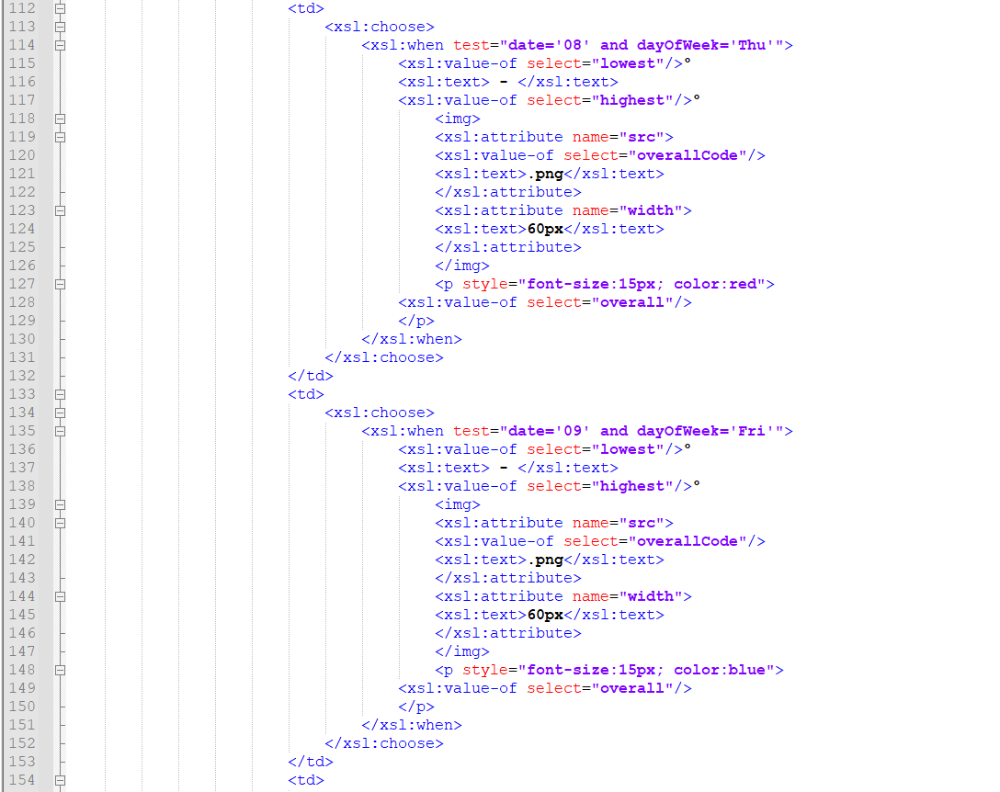 112 <td>
113 <xsl:choose>
114 <xsl:when test="date='08' and dayOfWeek='Thu'">
115 <xsl:value-of select="lowest"/>°
116 <xsl:text> - </xsl:text>
117 <xsl:value-of select="highest"/>°
118 <img>
119 <xsl:attribute name="src">
120 <xsl:value-of select="overallCode"/>
121 <xsl:text>.png</xsl:text>
122 </xsl:attribute>
123 <xsl:attribute name="width">
124 <xsl:text>60px</xsl:text>
125 </xsl:attribute>
126 </img>
127 <p style="font-size:15px; color:red">
128 <xsl:value-of select="overall"/>
129 </p>
130 </xsl:when>
131 </xsl:choose>
132 </td>
133 <td>
134 <xsl:choose>
135 <xsl:when test="date='09' and dayOfWeek='Fri'">
136 <xsl:value-of select="lowest"/>°
137 <xsl:text> - </xsl:text>
138 <xsl:value-of select="highest"/>°
139 <img>
140 <xsl:attribute name="src">
141 <xsl:value-of select="overallCode"/>
142 <xsl:text>.png</xsl:text>
143 </xsl:attribute>
144 <xsl:attribute name="width">
145 <xsl:text>60px</xsl:text>
146 </xsl:attribute>
147 </img>
148 <p style="font-size:15px; color:blue">
149 <xsl:value-of select="overall"/>
150 </p>
151 </xsl:when>
152 </xsl:choose>
153 </td>
154 <td>